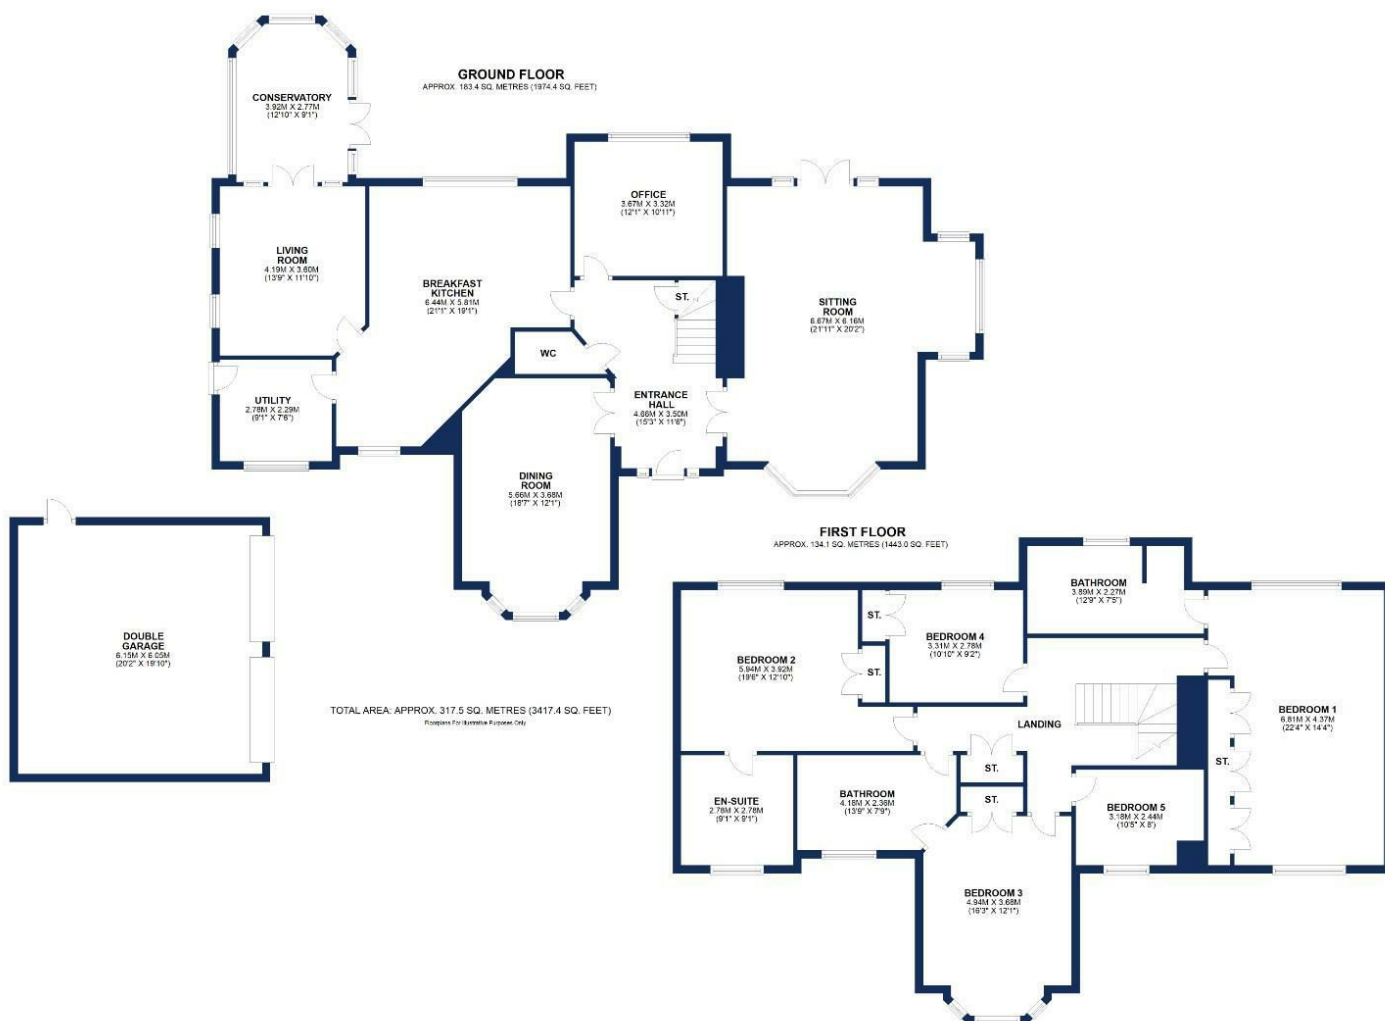 GROUND FLOOR
APPROX. 183.4 SQ. METRES (1974.4 SQ. FEET)
CONSERVATORY
3.92M X 2.77M
(12'10" X 9'1")
OFFICE
3.67M X 3.32M
(12'1" X 10'11")
LIVING
ROOM
4.19M X 3.60M
(13'9" X 11'10")
BREAKFAST
KITCHEN
6.44M X 5.81M
(21'1" X 19'1")
ST.
SITTING
ROOM
6.67M X 6.16M
(21'11" X 20'2")
WC
UTILITY
2.78M X 2.29M
(9'1" X 7'6")
ENTRANCE
HALL
4.66M X 3.50M
(15'3" X 11'6")
DINING
ROOM
5.66M X 3.68M
(18'7" X 12'1")
DOUBLE
GARAGE
6.15M X 6.05M
(20'2" X 19'10")
TOTAL AREA: APPROX. 317.5 SQ. METRES (3417.4 SQ. FEET)
Floorplans For Illustrative Purposes Only
FIRST FLOOR
APPROX. 134.1 SQ. METRES (1443.0 SQ. FEET)
BATHROOM
3.89M X 2.27M
(12'9" X 7'5")
ST.
BEDROOM 4
3.31M X 2.78M
(10'10" X 9'2")
BEDROOM 2
5.94M X 3.92M
(19'6" X 12'10")
ST.
LANDING
BEDROOM 1
6.81M X 4.37M
(22'4" X 14'4")
ST.
ST.
EN-SUITE
2.78M X 2.78M
(9'1" X 9'1")
BATHROOM
4.18M X 2.36M
(13'9" X 7'9")
ST.
BEDROOM 5
3.18M X 2.44M
(10'5" X 8')
BEDROOM 3
4.94M X 3.68M
(16'3" X 12'1")